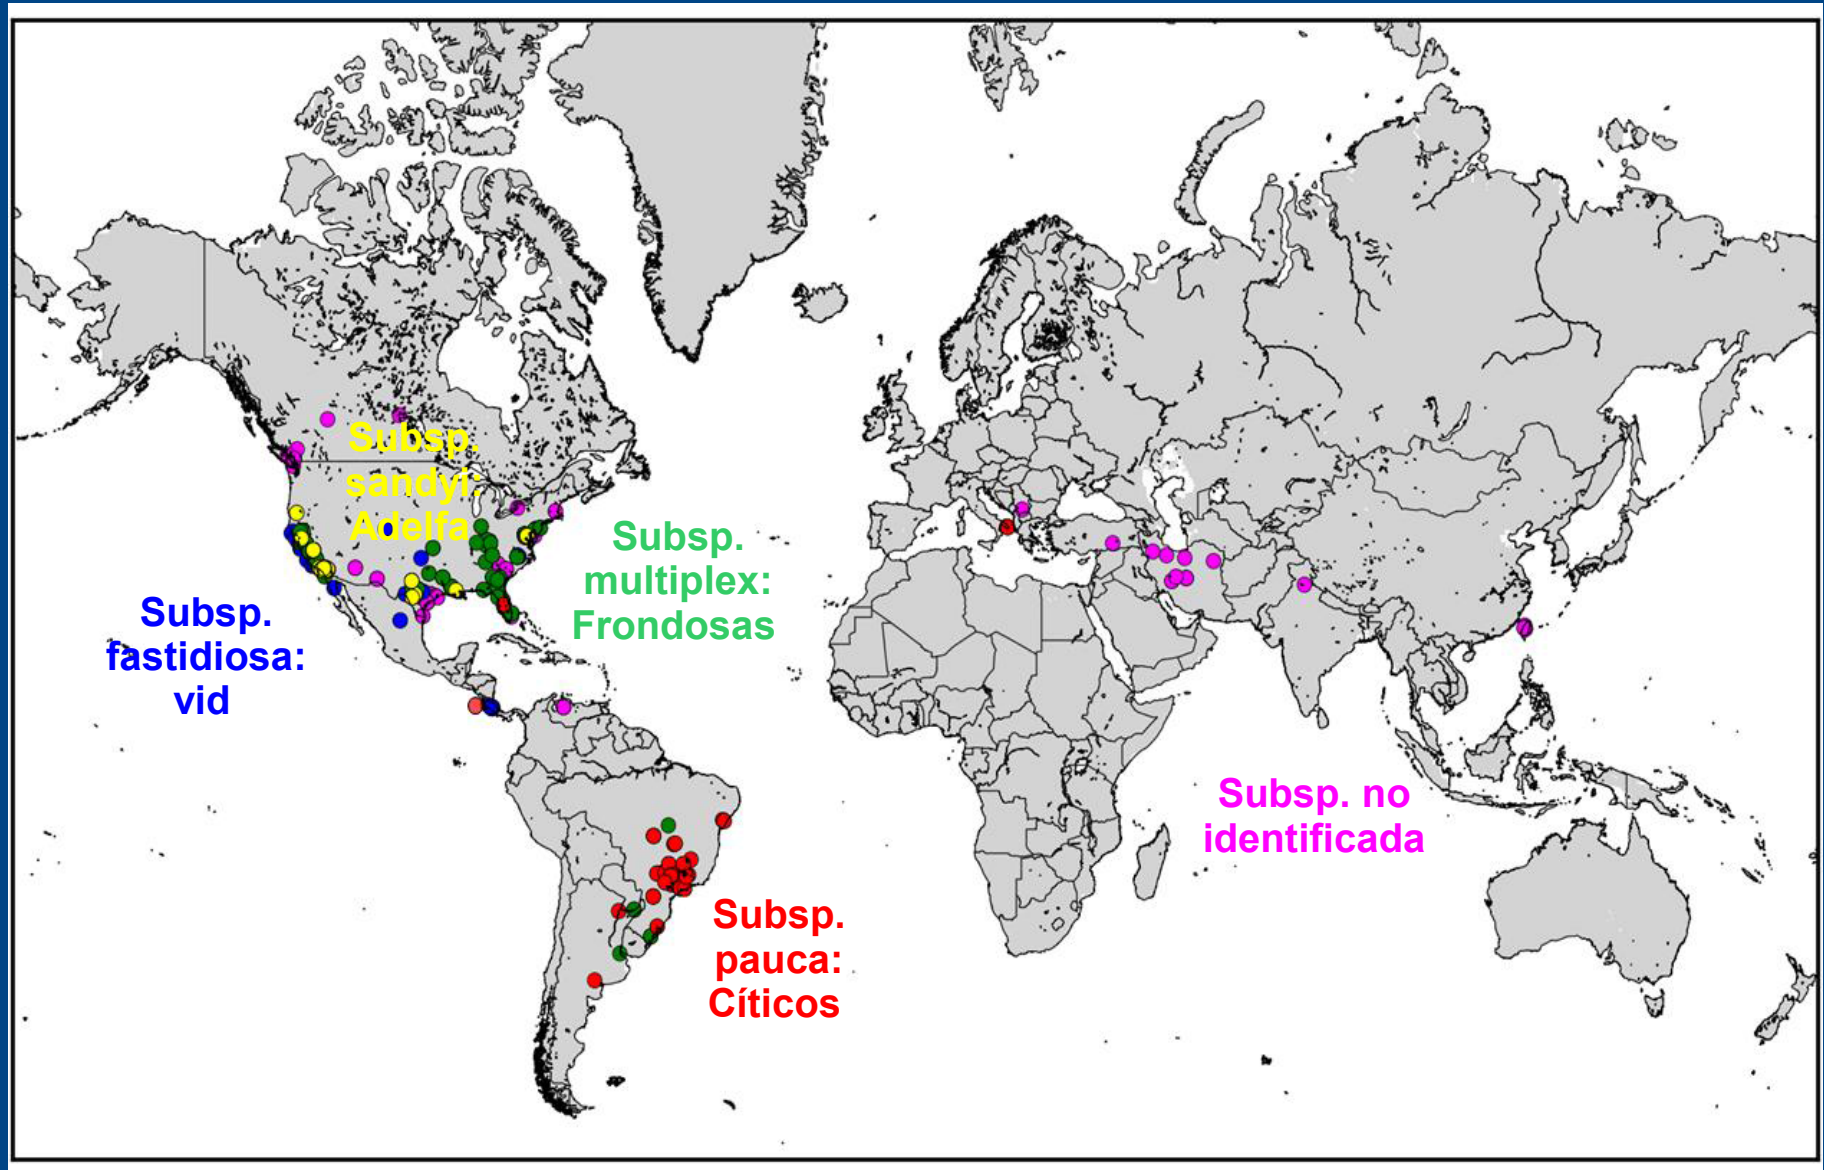 Subsp.
sandyi:
Adelfa
Subsp.
multiplex:
Frondosas
Subsp.
fastidiosa:
vid
Subsp. no
identificada
Subsp.
pauca:
Cíticos